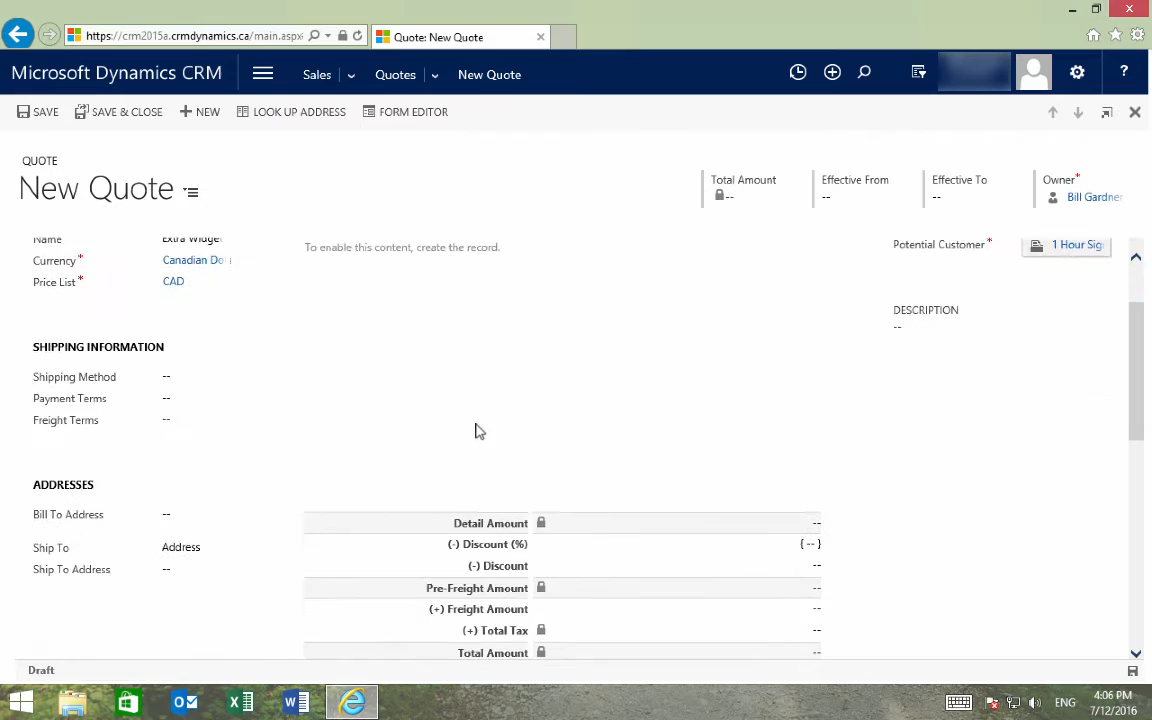 https://crm2015a.crmdynamics.ca/main.aspx
Quote: New Quote
Microsoft Dynamics CRM
Sales
Quotes
New Quote
?
SAVE
SAVE & CLOSE
NEW
LOOK UP ADDRESS
FORM EDITOR
QUOTE
New Quote
Total Amount
--
Effective From
--
Effective To
--
Owner*
Bill Gardner
Name
Extra Widget
To enable this content, create the record.
Potential Customer*
1 Hour Sig
Currency*
Canadian Do
Price List*
CAD
DESCRIPTION
--
SHIPPING INFORMATION
Shipping Method
--
Payment Terms
--
Freight Terms
--
ADDRESSES
Bill To Address
--
Ship To
Address
Ship To Address
--
Detail Amount
--
(-) Discount (%)
{ -- }
(-) Discount
--
Pre-Freight Amount
--
(+) Freight Amount
--
(+) Total Tax
--
Total Amount
--
Draft
ENG
4:06 PM
7/12/2016